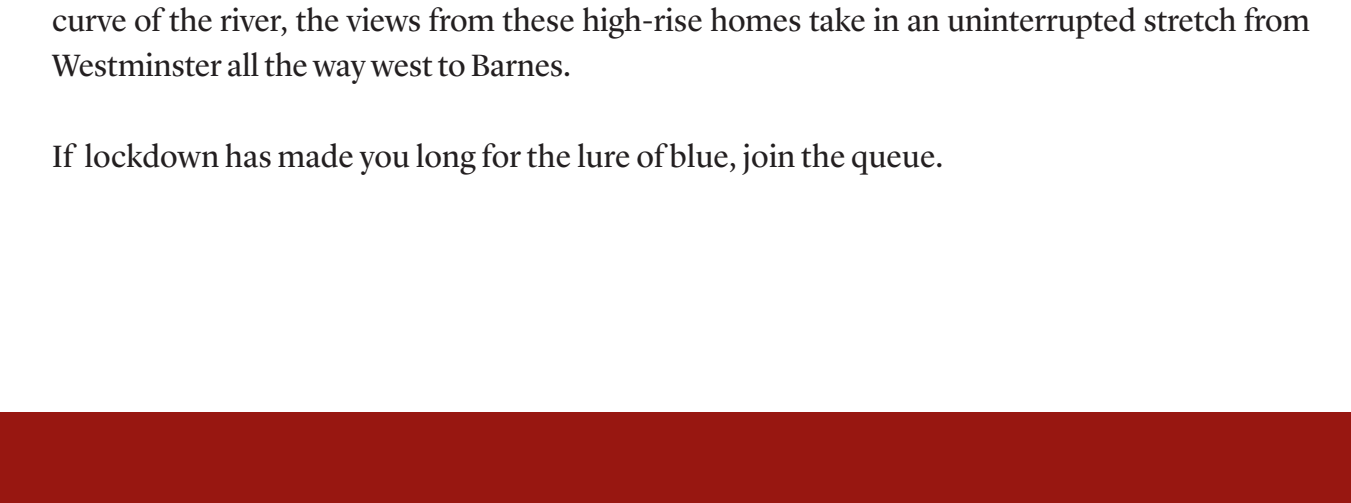 curve of the river, the views from these high-rise homes take in an uninterrupted stretch from
Westminster all the way west to Barnes.
If lockdown has made you long for the lure of blue, join the queue.